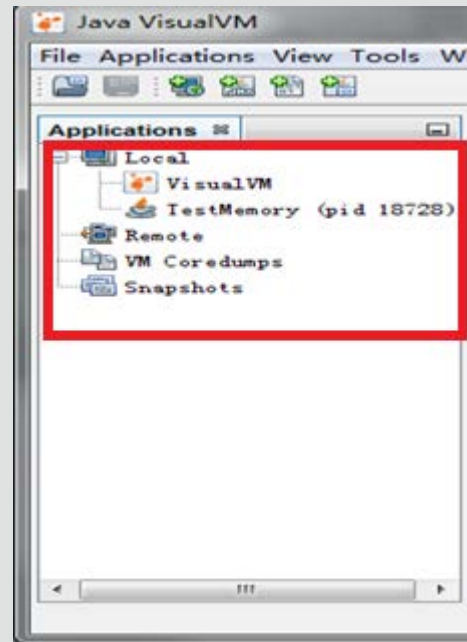 Java VisualVM
File Applications View Tools W
Applications
Local
VisualVM
TestMemory (pid 18728)
Remote
VM Coredumps
Snapshots